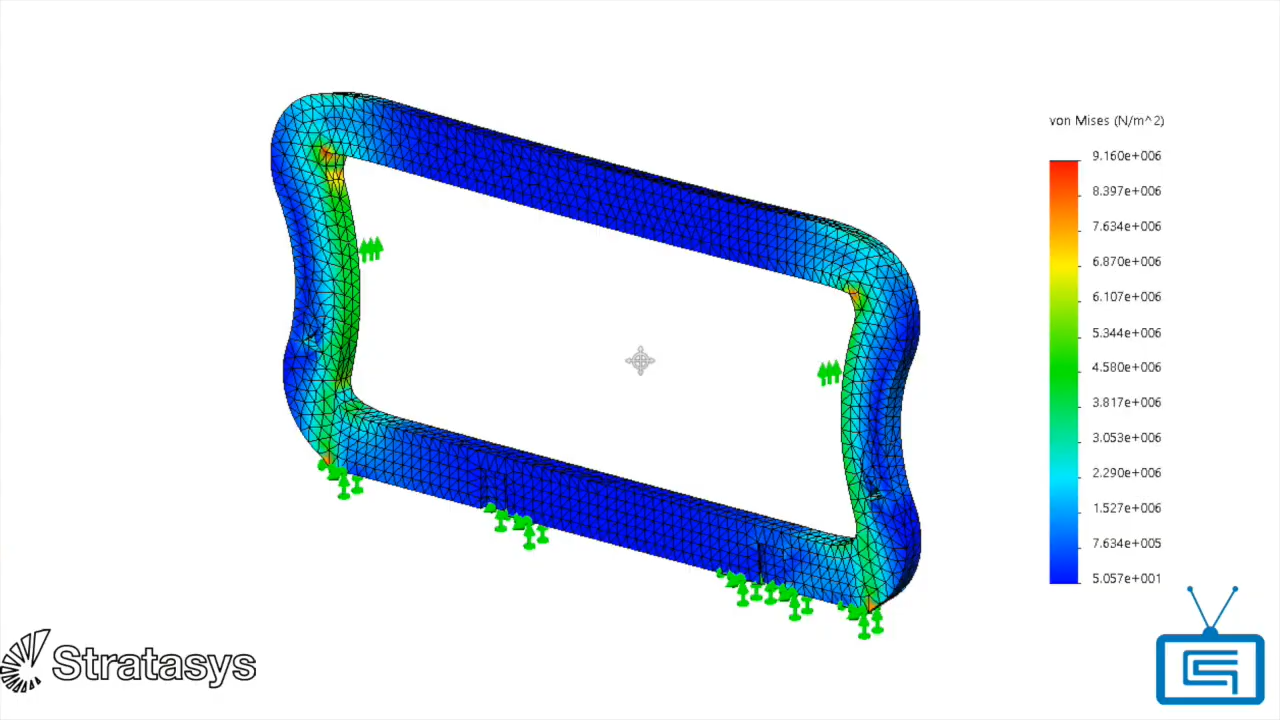 von Mises (N/m^2)
9.160e+006
8.397e+006
7.634e+006
6.870e+006
6.107e+006
5.344e+006
4.580e+006
3.817e+006
3.053e+006
2.290e+006
1.527e+006
7.634e+005
5.057e+001
Stratasys